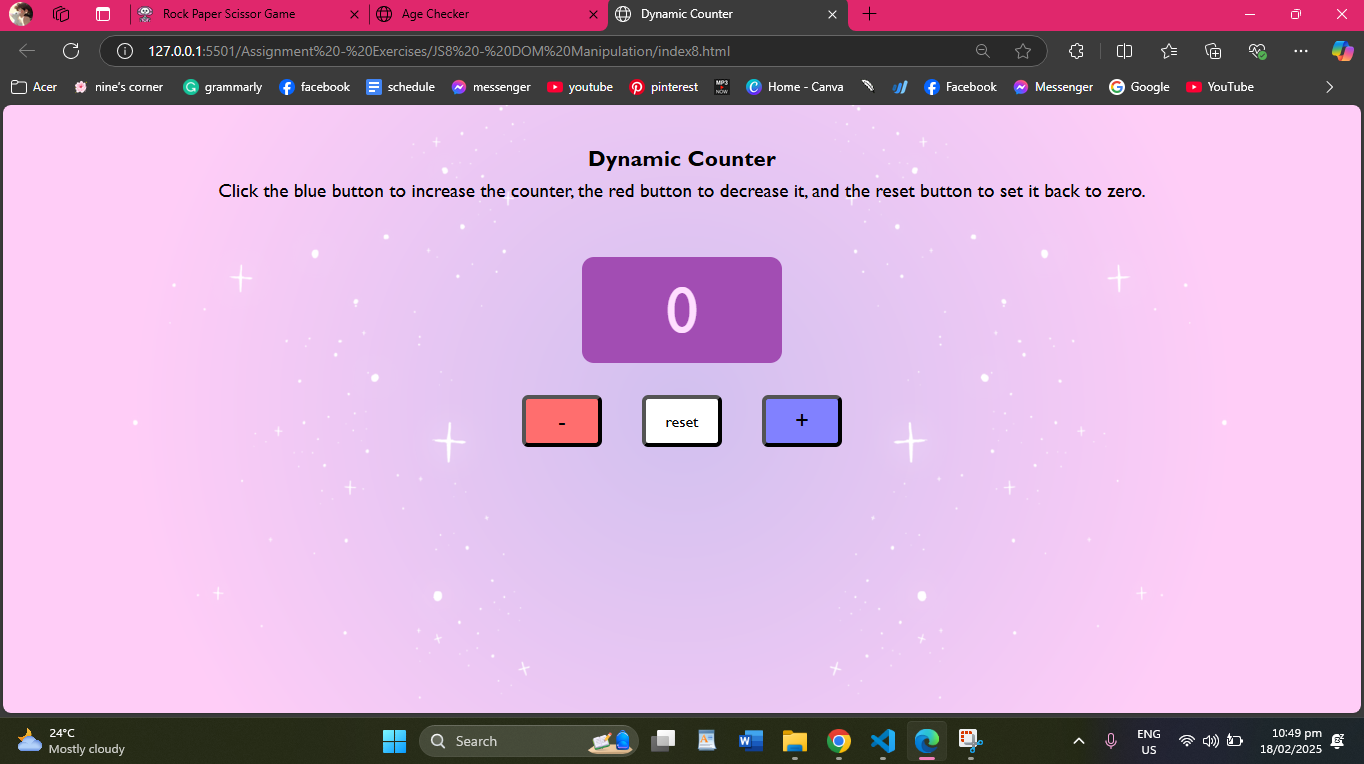 Rock Paper Scissor Game
Age Checker
Dynamic Counter
127.0.0.1:5501/Assignment%20-%20Exercises/JS8%20-%20DOM%20Manipulation/index8.html
Acer
nine's corner
grammarly
facebook
schedule
messenger
youtube
pinterest
MP3 NOW
Home - Canva
Facebook
Messenger
Google
YouTube
Dynamic Counter
Click the blue button to increase the counter, the red button to decrease it, and the reset button to set it back to zero.
0
- reset +
24°C
Mostly cloudy
Search
ENG
US
10:49 pm
18/02/2025